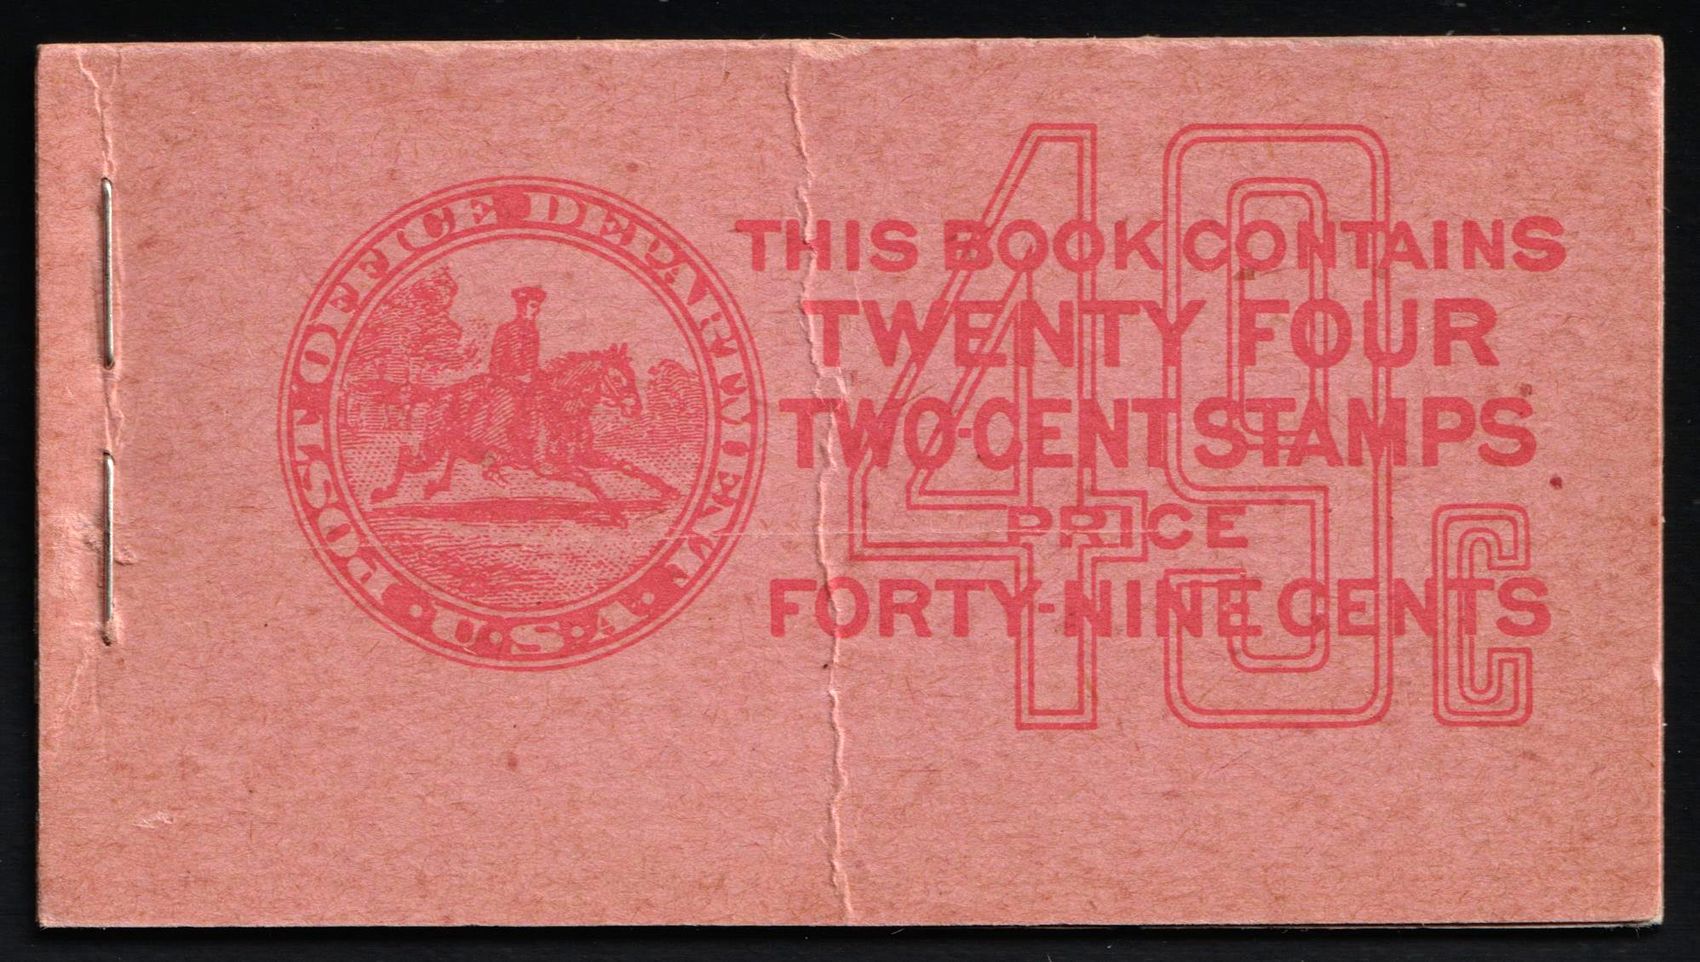 POST OFFICE DEPARTMENT
U.S.A.
THIS BOOK CONTAINS
TWENTY FOUR
TWO-CENT STAMPS
PRICE
FORTY-NINE CENTS
49c